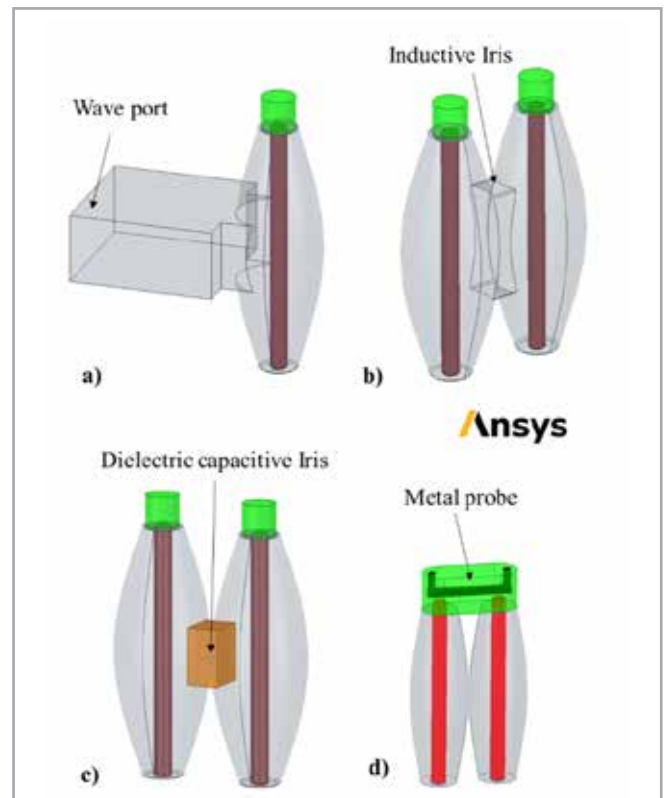 Inductive Iris
Wave port
a)
b)
Ansys
Dielectric capacitive Iris
Metal probe
c)
d)